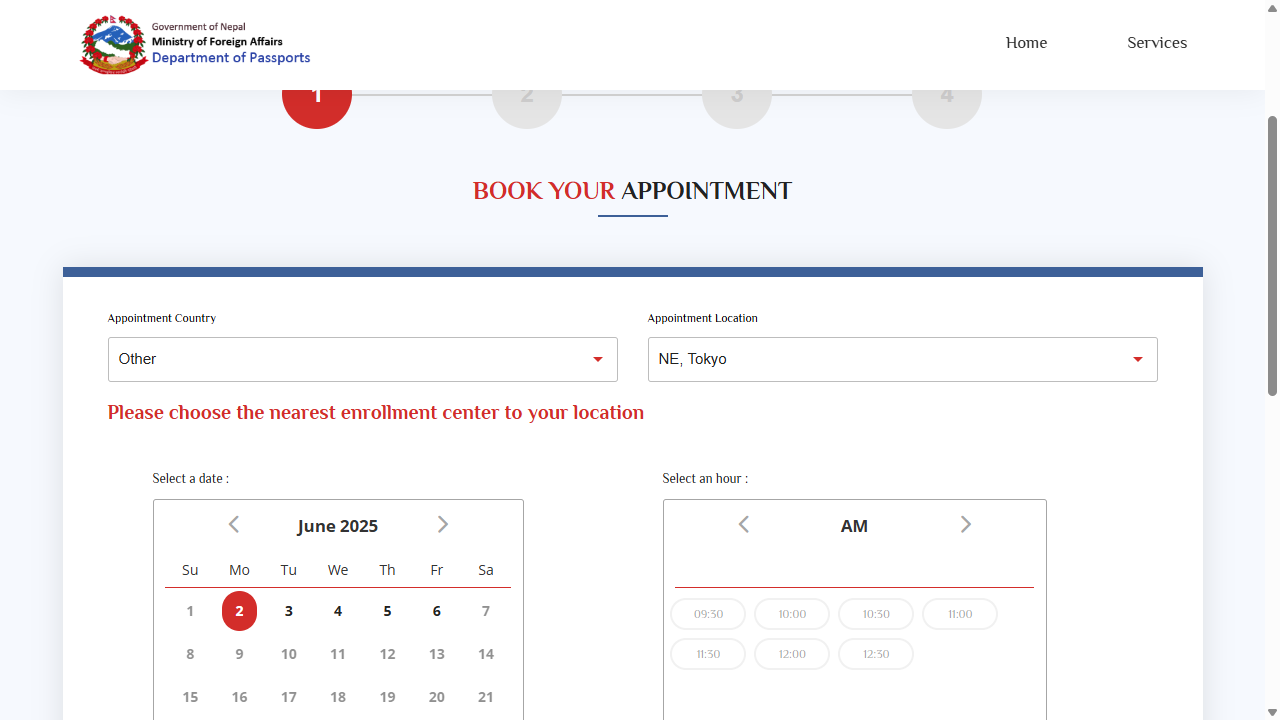 Government of Nepal
Ministry of Foreign Affairs
Department of Passports
Home
Services
1
2
3
4
BOOK YOUR APPOINTMENT
Appointment Country
Appointment Location
Other
NE, Tokyo
Please choose the nearest enrollment center to your location
Select a date :
Select an hour :
June 2025
Su Mo Tu We Th Fr Sa
1 2 3 4 5 6 7
8 9 10 11 12 13 14
15 16 17 18 19 20 21
AM
09:30 10:00 10:30 11:00
11:30 12:00 12:30